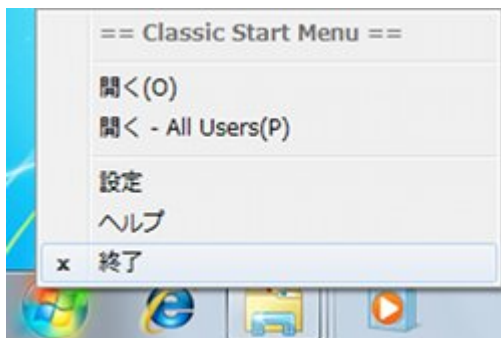 == Classic Start Menu ==
開く(O)
開く - All Users(P)
設定
ヘルプ
x 終了